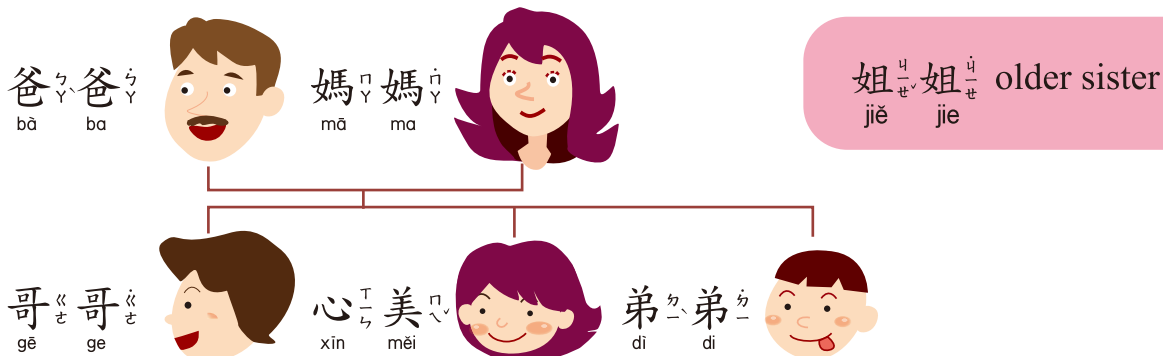 爸ㄅㄚˋ爸˙ㄅㄚ
bà ba
媽ㄇㄚ媽˙ㄇㄚ
mā ma
姐ㄐㄧㄝˇ姐˙ㄐㄧㄝ older sister
jiě jie
哥ㄍㄜ哥˙ㄍㄜ
gē ge
心ㄒㄧㄣ美ㄇㄟˇ
xīn měi
弟ㄉㄧˋ弟˙ㄉㄧ
dì di